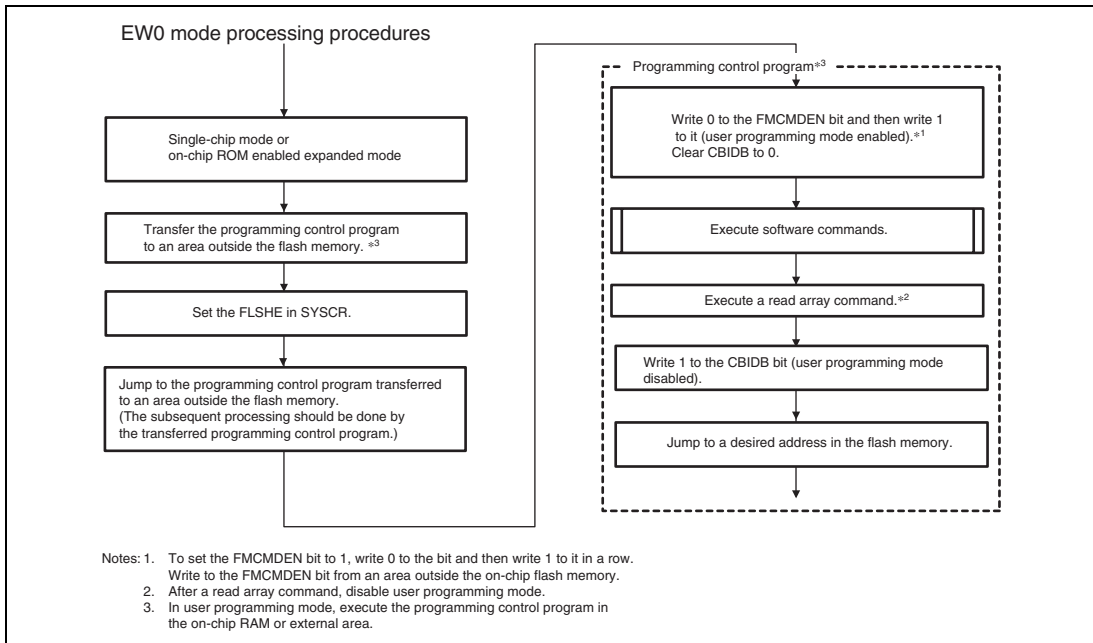 EW0 mode processing procedures
Single-chip mode or
on-chip ROM enabled expanded mode
Transfer the programming control program
to an area outside the flash memory. *3
Set the FLSHE in SYSCR.
Jump to the programming control program transferred
to an area outside the flash memory.
(The subsequent processing should be done by
the transferred programming control program.)
Programming control program*3
Write 0 to the FMCMDEN bit and then write 1
to it (user programming mode enabled).*1
Clear CBIDB to 0.
Execute software commands.
Execute a read array command.*2
Write 1 to the CBIDB bit (user programming mode
disabled).
Jump to a desired address in the flash memory.
Notes: 1. To set the FMCMDEN bit to 1, write 0 to the bit and then write 1 to it in a row.
Write to the FMCMDEN bit from an area outside the on-chip flash memory.
2. After a read array command, disable user programming mode.
3. In user programming mode, execute the programming control program in
the on-chip RAM or external area.